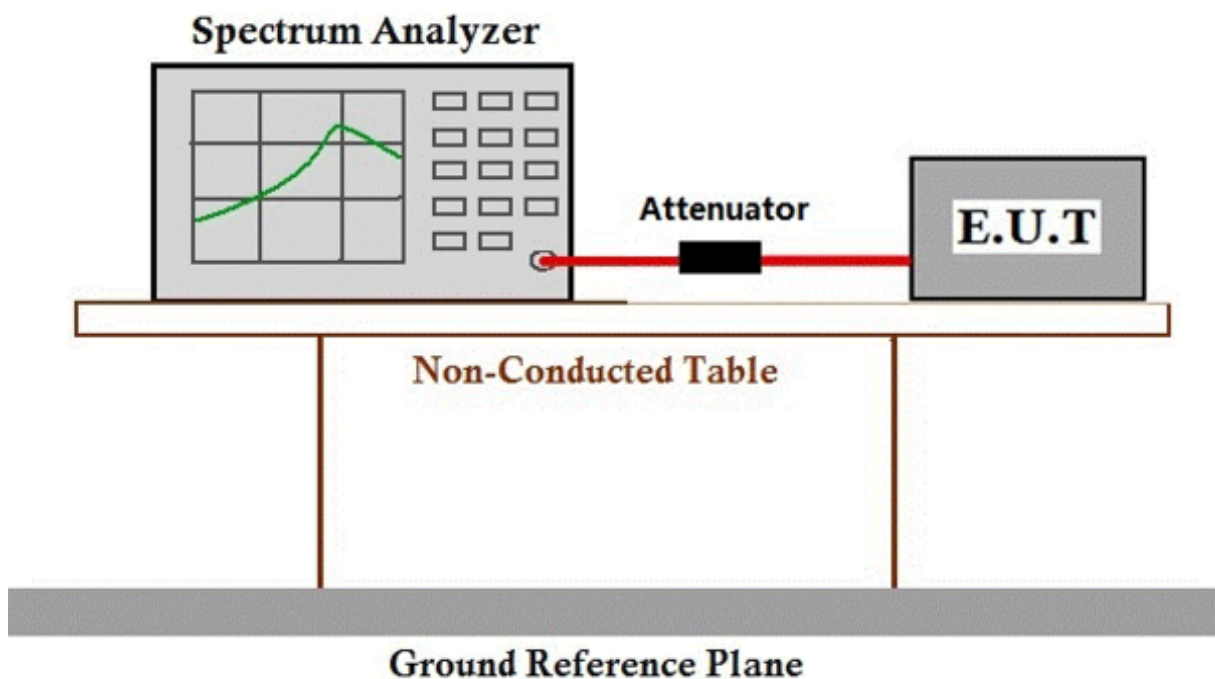 Spectrum Analyzer
Attenuator
E.U.T
Non-Conducted Table
Ground Reference Plane